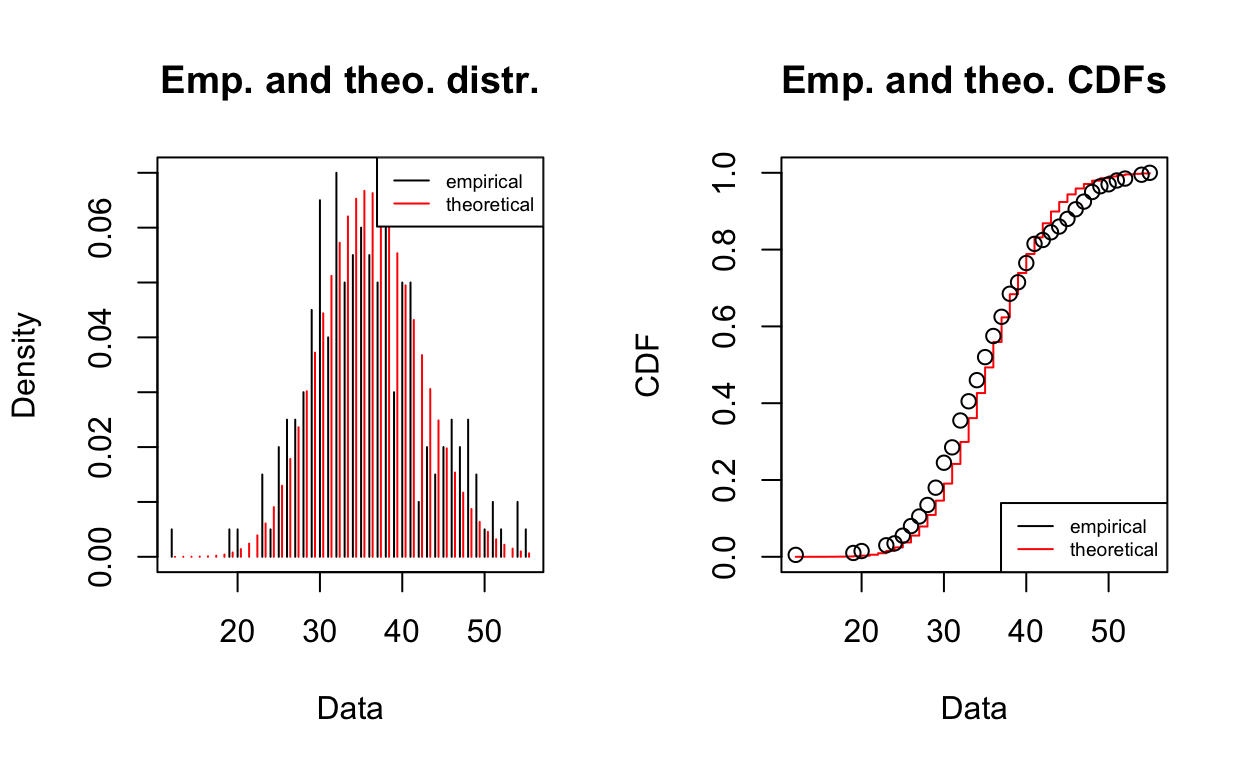 Emp. and theo. distr.
Density
0.00 0.02 0.04 0.06
empirical
theoretical
20 30 40 50
Data
Emp. and theo. CDFs
CDF
0.0 0.2 0.4 0.6 0.8 1.0
empirical
theoretical
20 30 40 50
Data